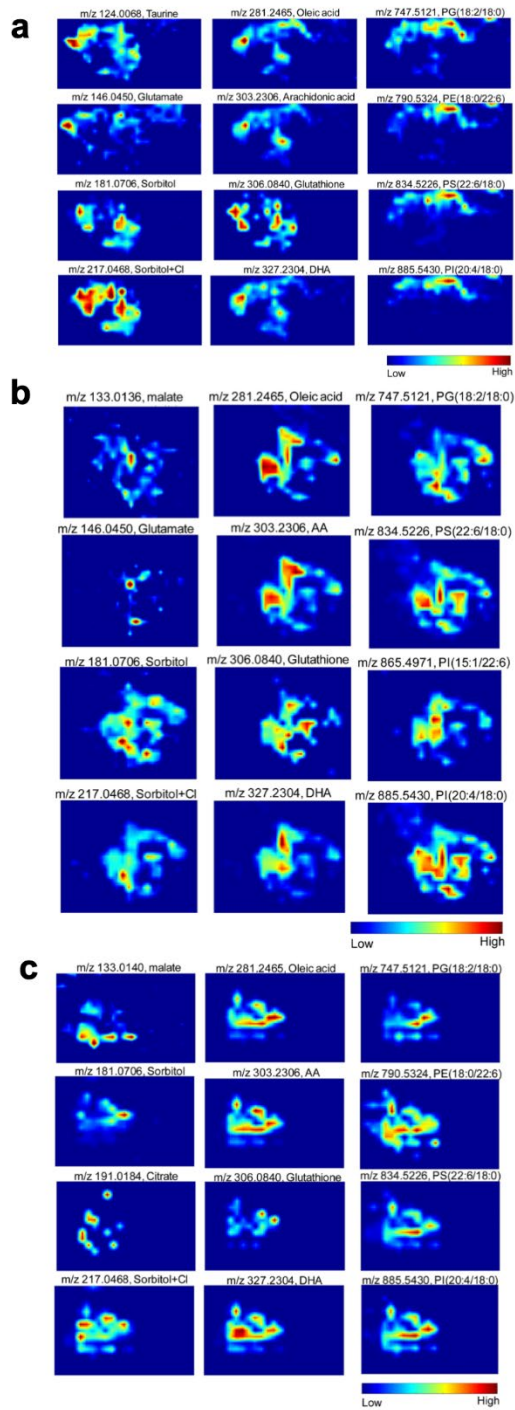 a
m/z 124.0068, Taurine m/z 281.2465, Oleic acid m/z 747.5121, PG(18:2/18:0)
m/z 146.0450, Glutamate m/z 303.2306, Arachidonic acid m/z 790.5324, PE(18:0/22:6)
m/z 181.0706, Sorbitol m/z 306.0840, Glutathione m/z 834.5226, PS(22:6/18:0)
m/z 217.0468, Sorbitol+Cl m/z 327.2304, DHA m/z 885.5430, PI(20:4/18:0)
Low High
b
m/z 133.0136, malate m/z 281.2465, Oleic acid m/z 747.5121, PG(18:2/18:0)
m/z 146.0450, Glutamate m/z 303.2306, AA m/z 834.5226, PS(22:6/18:0)
m/z 181.0706, Sorbitol m/z 306.0840, Glutathione m/z 865.4971, PI(15:1/22:6)
m/z 217.0468, Sorbitol+Cl m/z 327.2304, DHA m/z 885.5430, PI(20:4/18:0)
Low High
c
m/z 133.0140, malate m/z 281.2465, Oleic acid m/z 747.5121, PG(18:2/18:0)
m/z 181.0706, Sorbitol m/z 303.2306, AA m/z 790.5324, PE(18:0/22:6)
m/z 191.0184, Citrate m/z 306.0840, Glutathione m/z 834.5226, PS(22:6/18:0)
m/z 217.0468, Sorbitol+Cl m/z 327.2304, DHA m/z 885.5430, PI(20:4/18:0)
Low High